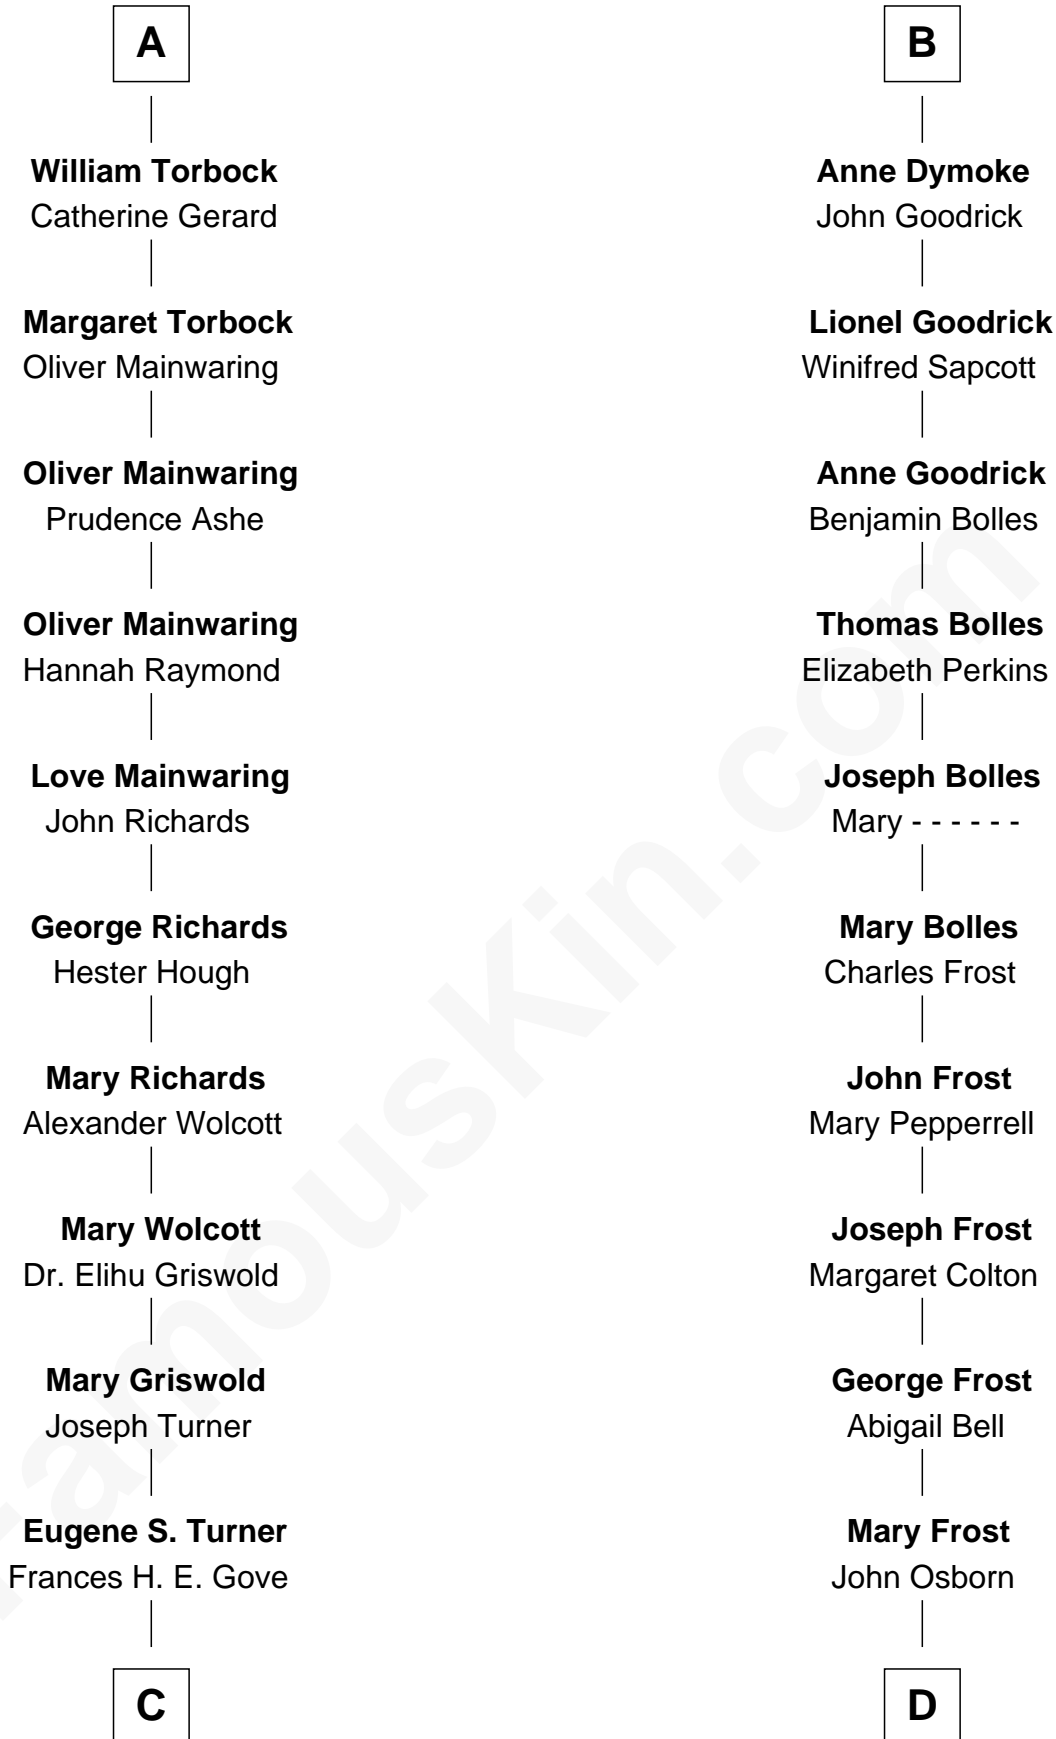 A
William Torbock
Catherine Gerard
Margaret Torbock
Oliver Mainwaring
Oliver Mainwaring
Prudence Ashe
Oliver Mainwaring
Hannah Raymond
Love Mainwaring
John Richards
George Richards
Hester Hough
Mary Richards
Alexander Wolcott
Mary Wolcott
Dr. Elihu Griswold
Mary Griswold
Joseph Turner
Eugene S. Turner
Frances H. E. Gove
C
B
Anne Dymoke
John Goodrick
Lionel Goodrick
Winifred Sapcott
Anne Goodrick
Benjamin Bolles
Thomas Bolles
Elizabeth Perkins
Joseph Bolles
Mary - - - - - -
Mary Bolles
Charles Frost
John Frost
Mary Pepperrell
Joseph Frost
Margaret Colton
George Frost
Abigail Bell
Mary Frost
John Osborn
D
FamousKin.com